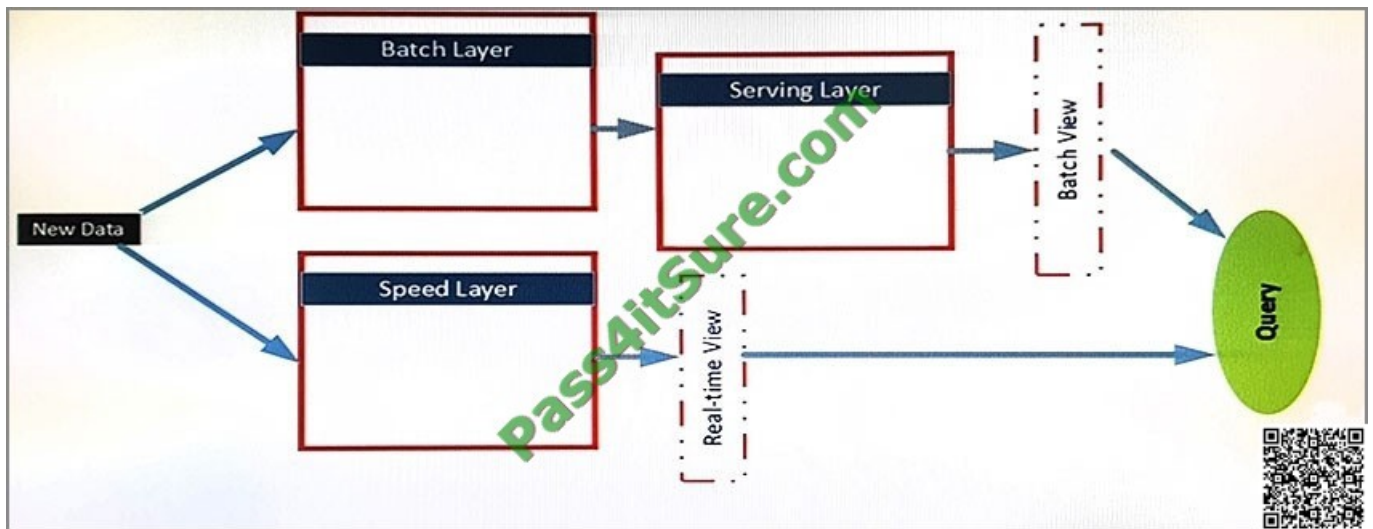 Batch Layer
Serving Layer
Batch View
New Data
Speed Layer
Real-time View
Query
Pass4itSure.com